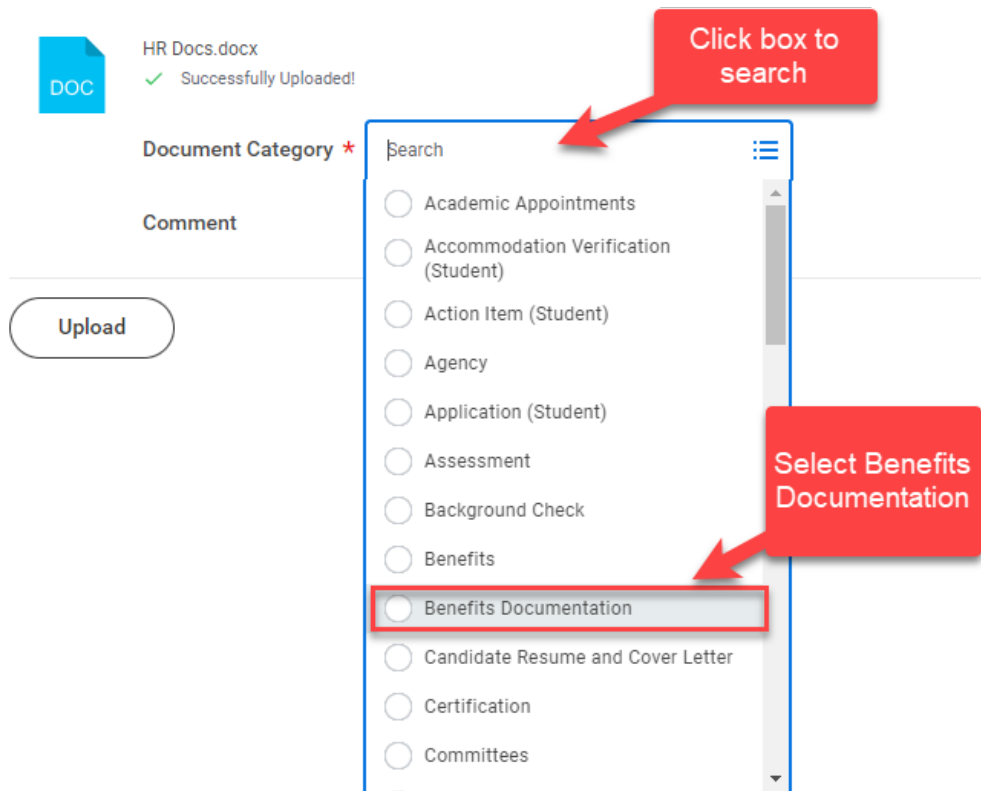 HR Docs.docx
DOC
Successfully Uploaded!
Click box to
search
Document Category *
Search
Comment
Academic Appointments
Accommodation Verification
(Student)
Action Item (Student)
Upload
Agency
Application (Student)
Assessment
Background Check
Benefits
Select Benefits
Documentation
Benefits Documentation
Candidate Resume and Cover Letter
Certification
Committees